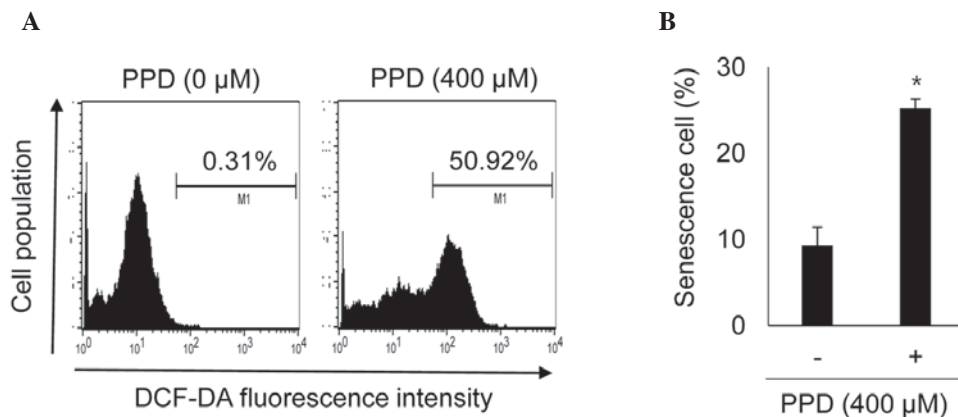 A
PPD (0 µM)
PPD (400 µM)
0.31%
M1
50.92%
M1
Cell population
10⁰ 10¹ 10² 10³ 10⁴
10⁰ 10¹ 10² 10³ 10⁴
DCF-DA fluorescence intensity
B
Senescence cell (%)
30
20
10
0
*
- +
PPD (400 µM)